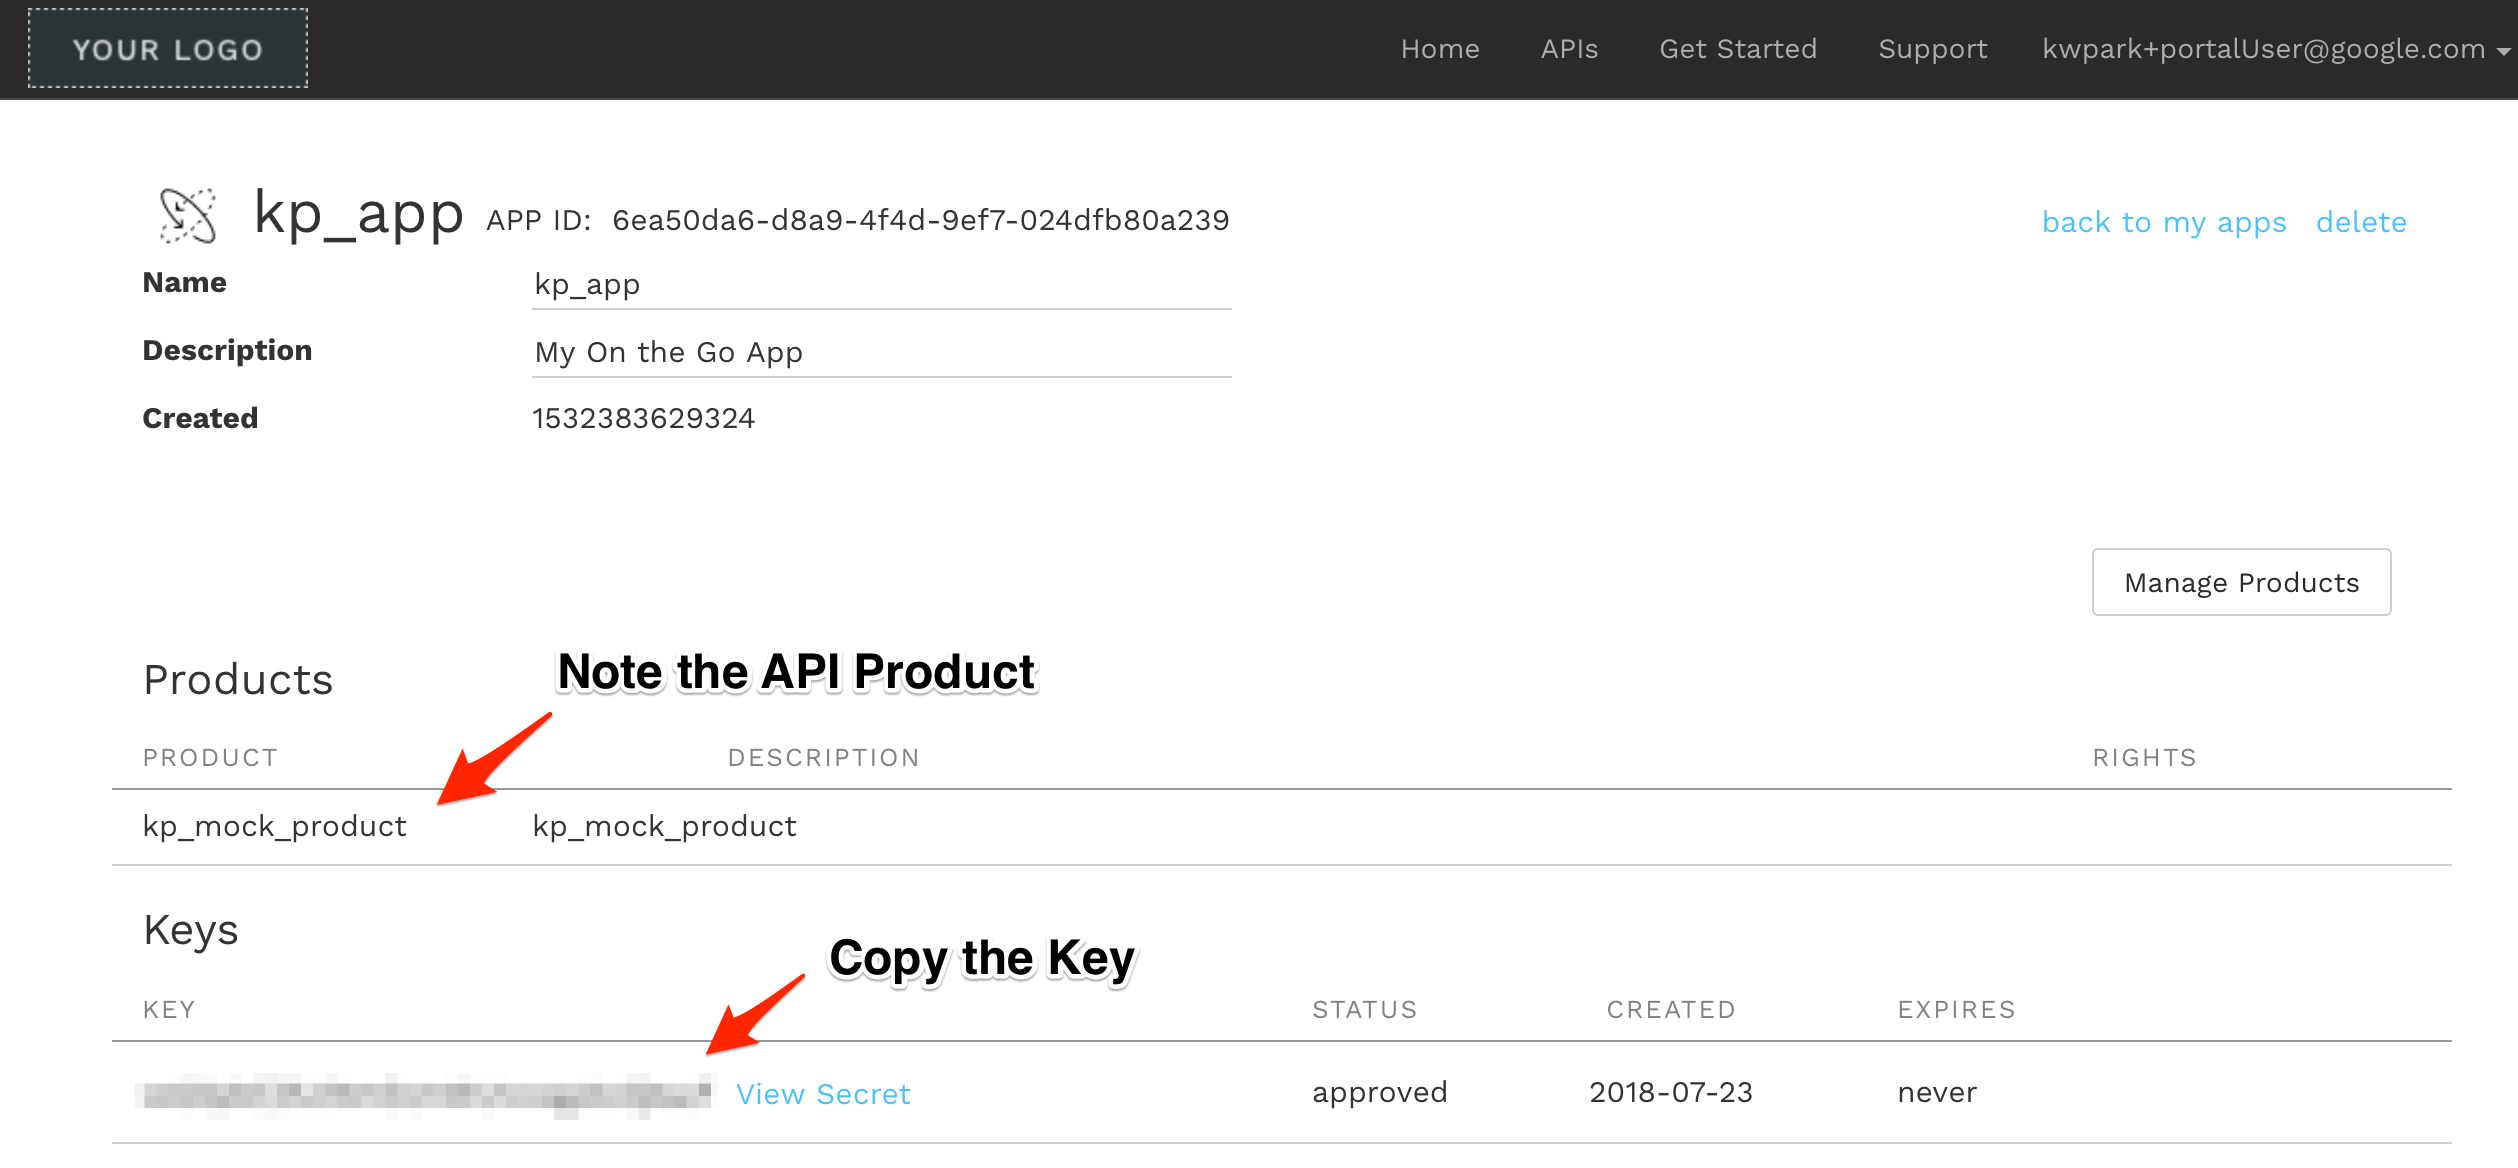 YOUR LOGO
Home APIs Get Started Support kwpark+portalUser@google.com
kp_app APP ID: 6ea50da6-d8a9-4f4d-9ef7-024dfb80a239 back to my apps delete
Name kp_app
Description My On the Go App
Created 1532383629324
Manage Products
Note the API Product
Products
PRODUCT DESCRIPTION RIGHTS
kp_mock_product kp_mock_product
Keys
Copy the Key
KEY STATUS CREATED EXPIRES
View Secret approved 2018-07-23 never